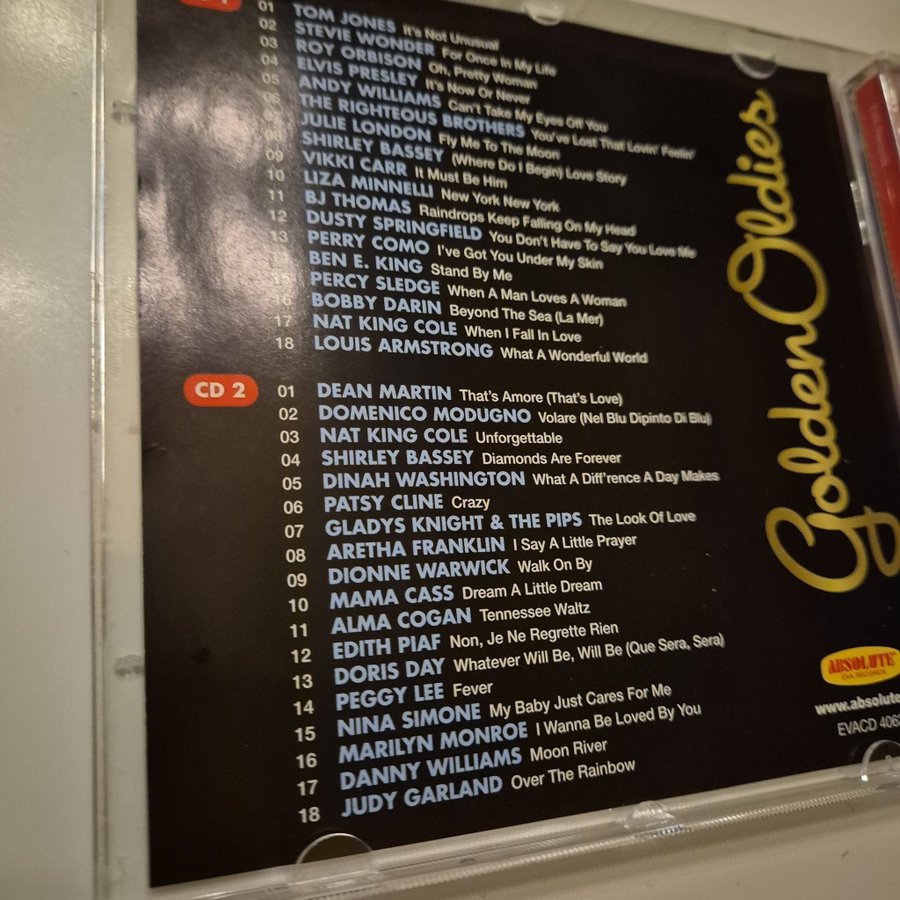 01 TOM JONES It's Not Unusual
02 STEVIE WONDER For Once In My Life
03 ROY ORBISON Oh, Pretty Woman
04 ELVIS PRESLEY It's Now Or Never
05 ANDY WILLIAMS Can't Take My Eyes Off You
06 THE RIGHTEOUS BROTHERS You've Lost That Lovin' Feelin'
07 JULIE LONDON Fly Me To The Moon
08 SHIRLEY BASSEY (Where Do I Begin) Love Story
09 VIKKI CARR It Must Be Him
10 LIZA MINNELLI New York New York
11 BJ THOMAS Raindrops Keep Falling On My Head
12 DUSTY SPRINGFIELD You Don't Have To Say You Love Me
13 PERRY COMO I've Got You Under My Skin
BEN E. KING Stand By Me
15 PERCY SLEDGE When A Man Loves A Woman
16 BOBBY DARIN Beyond The Sea (La Mer)
17 NAT KING COLE When I Fall In Love
18 LOUIS ARMSTRONG What A Wonderful World
CD 2 01 DEAN MARTIN That's Amore (That's Love)
02 DOMENICO MODUGNO Volare (Nel Blu Dipinto Di Blu)
03 NAT KING COLE Unforgettable
04 SHIRLEY BASSEY Diamonds Are Forever
05 DINAH WASHINGTON What A Diff'rence A Day Makes
06 PATSY CLINE Crazy
07 GLADYS KNIGHT & THE PIPS The Look Of Love
08 ARETHA FRANKLIN I Say A Little Prayer
09 DIONNE WARWICK Walk On By
10 MAMA CASS Dream A Little Dream
11 ALMA COGAN Tennessee Waltz
12 EDITH PIAF Non, Je Ne Regrette Rien
13 DORIS DAY Whatever Will Be, Will Be (Que Sera, Sera)
14 PEGGY LEE Fever
15 NINA SIMONE My Baby Just Cares For Me
16 MARILYN MONROE I Wanna Be Loved By You
17 DANNY WILLIAMS Moon River
18 JUDY GARLAND Over The Rainbow
Golden Oldies
ABSOLUTE
EVA RECORDS
www.absolute
EVACD 406